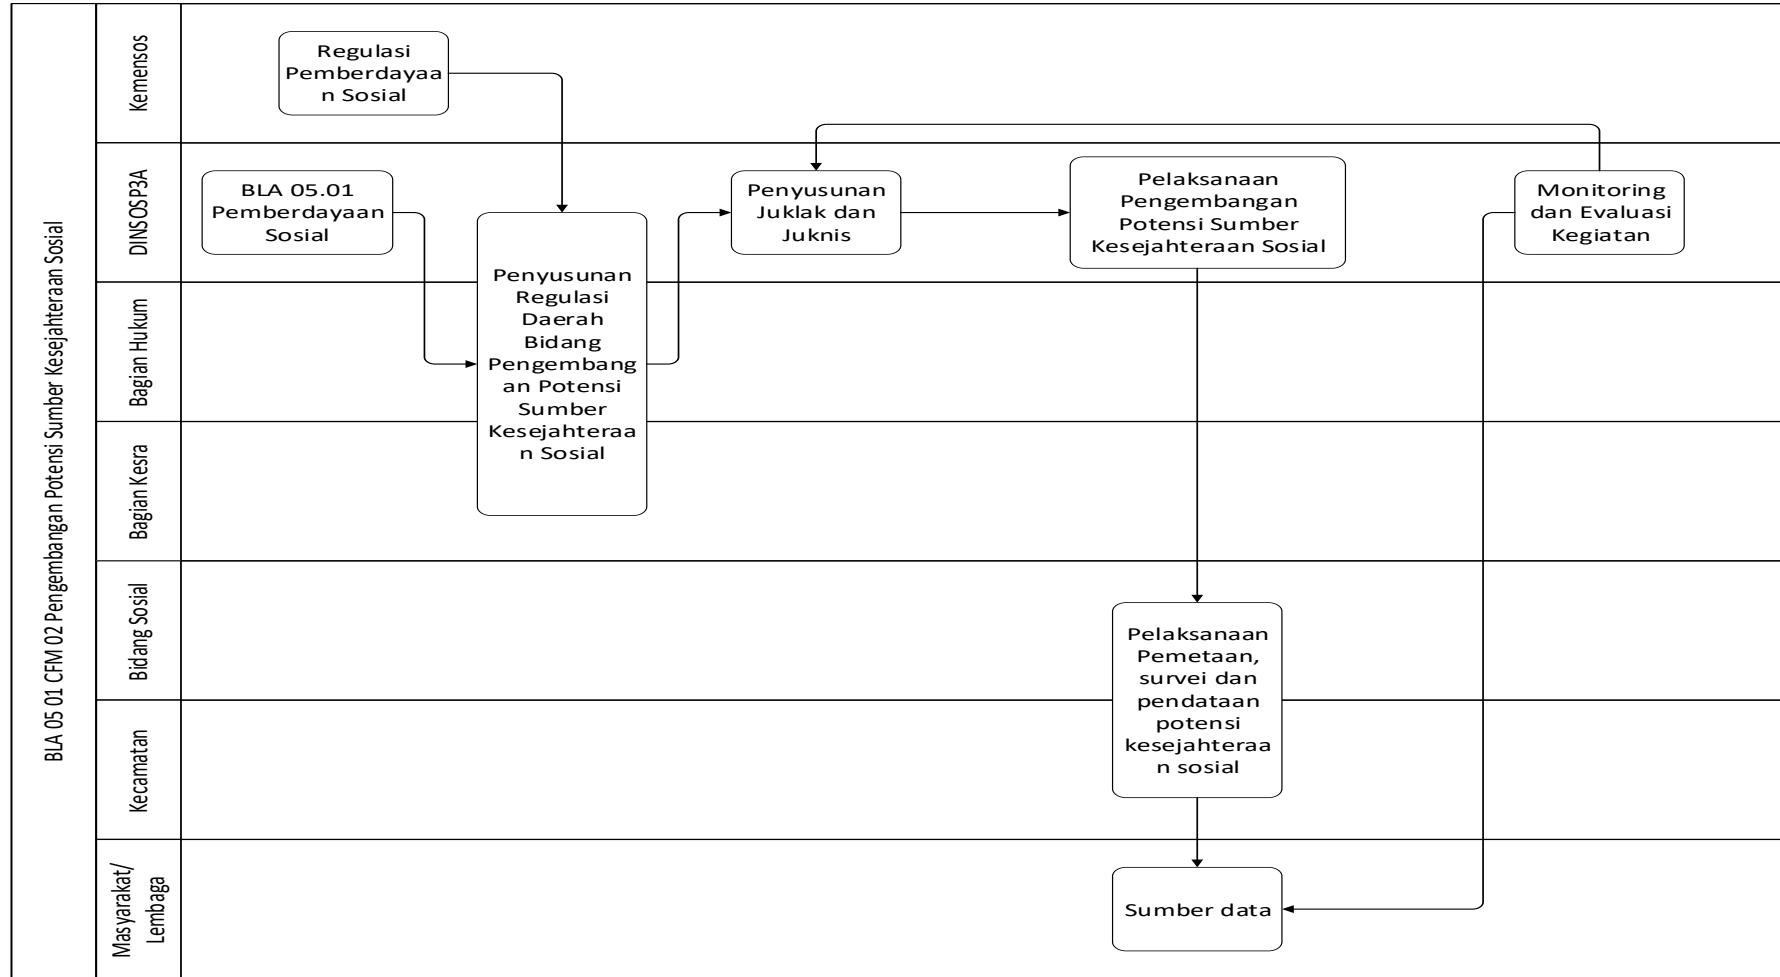 BLA 05 01 CFM 02 Pengembangan Potensi Sumber Kesejahteraan Sosial
Kemensos
Regulasi
Pemberdayaa
n Sosial
DINSOSP3A
BLA 05.01
Pemberdayaan
Sosial
Penyusunan
Regulasi
Daerah
Bidang
Pengembang
an Potensi
Sumber
Kesejahteraa
n Sosial
Penyusunan
Juklak dan
Juknis
Pelaksanaan
Pengembangan
Potensi Sumber
Kesejahteraan Sosial
Monitoring
dan Evaluasi
Kegiatan
Bagian Hukum
Bagian Kesra
Bidang Sosial
Pelaksanaan
Pemetaan,
survei dan
pendataan
potensi
kesejahteraa
n sosial
Kecamatan
Masyarakat/
Lembaga
Sumber data